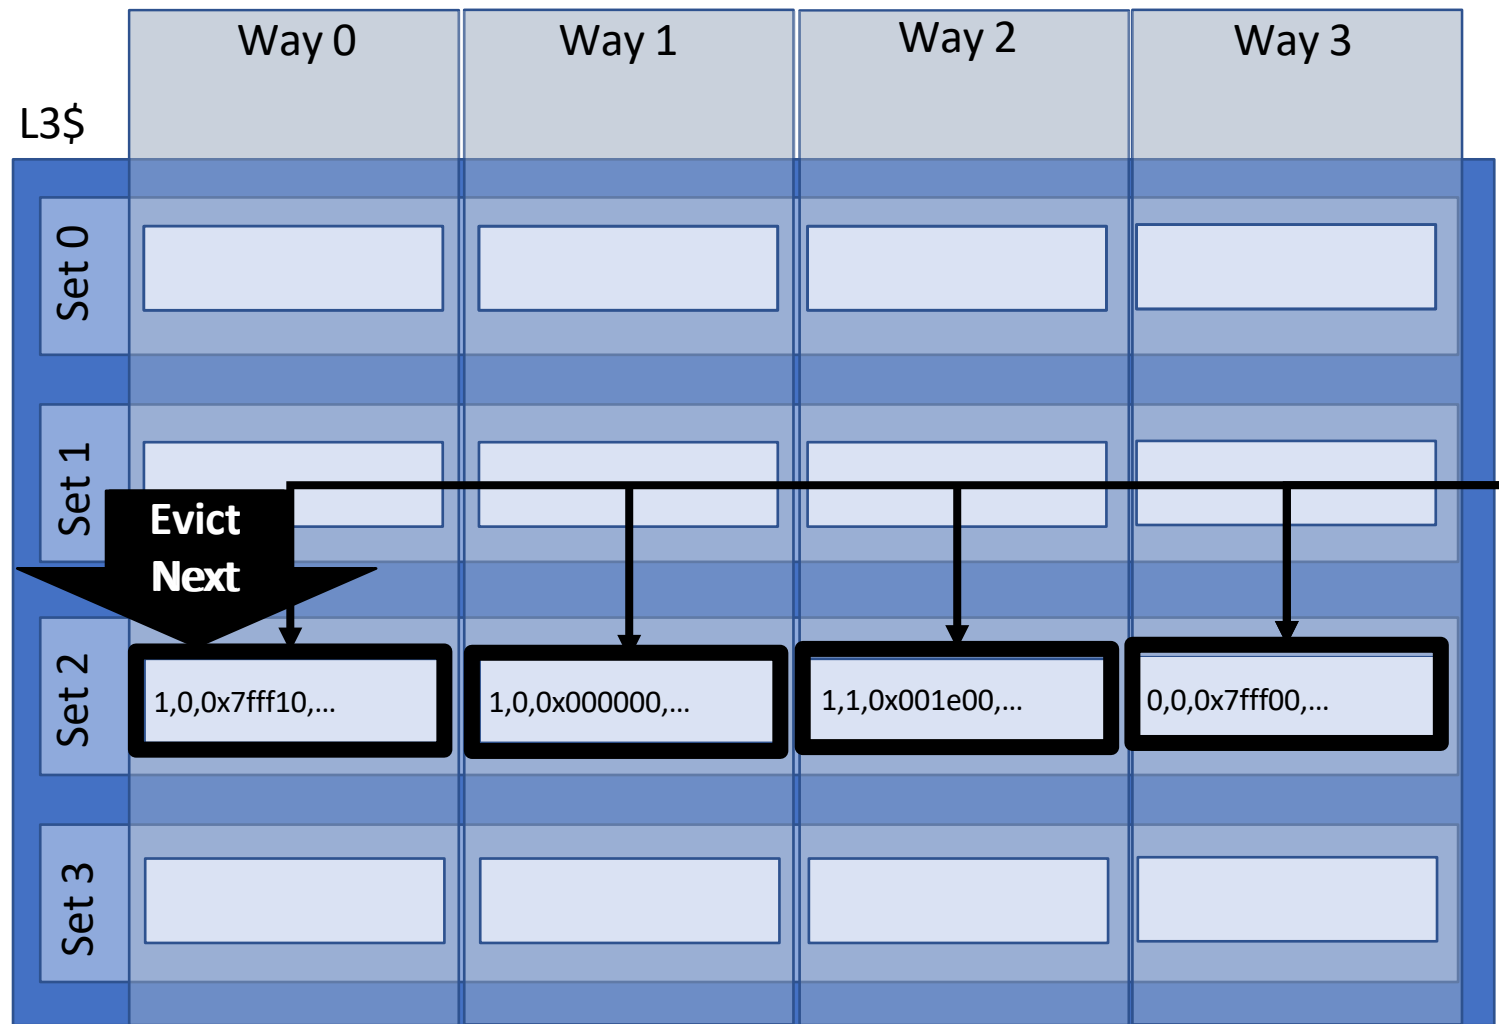 Way 0
Way 1
Way 2
Way 3
L3$
Set 0
Set 1
Evict
Next
Set 2
1,0,0x7fff10,...
1,0,0x000000,...
1,1,0x001e00,...
0,0,0x7fff00,...
Set 3